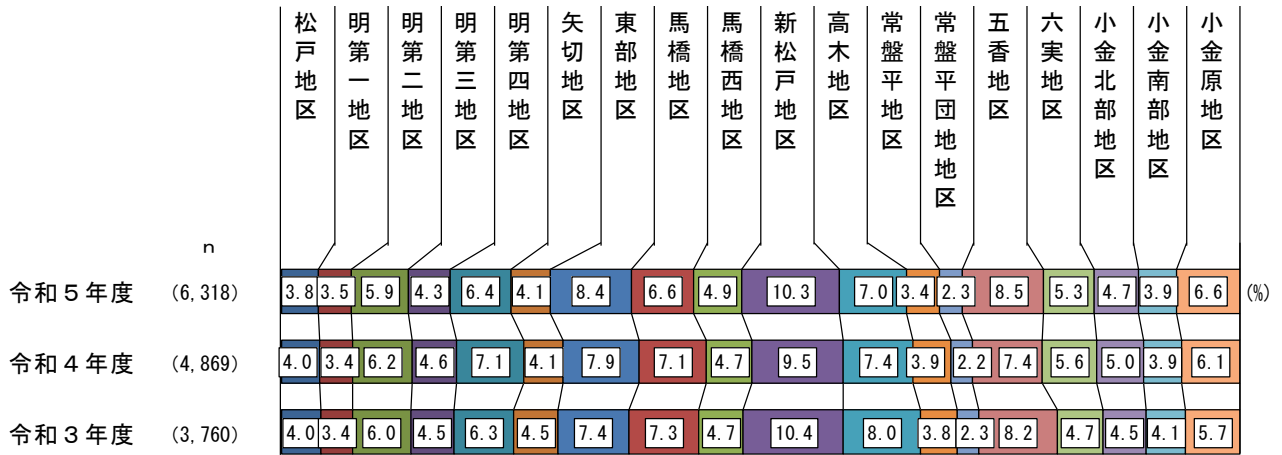 松戸地区
明第一地区
明第二地区
明第三地区
明第四地区
矢切地区
東部地区
馬橋地区
馬橋西地区
新松戸地区
高木地区
常盤平地区
常盤平団地地区
五香地区
六実地区
小金北部地区
小金南部地区
小金原地区
n
令和5年度 (6,318) 3.8 3.5 5.9 4.3 6.4 4.1 8.4 6.6 4.9 10.3 7.0 3.4 2.3 8.5 5.3 4.7 3.9 6.6 (%)
令和4年度 (4,869) 4.0 3.4 6.2 4.6 7.1 4.1 7.9 7.1 4.7 9.5 7.4 3.9 2.2 7.4 5.6 5.0 3.9 6.1
令和3年度 (3,760) 4.0 3.4 6.0 4.5 6.3 4.5 7.4 7.3 4.7 10.4 8.0 3.8 2.3 8.2 4.7 4.5 4.1 5.7